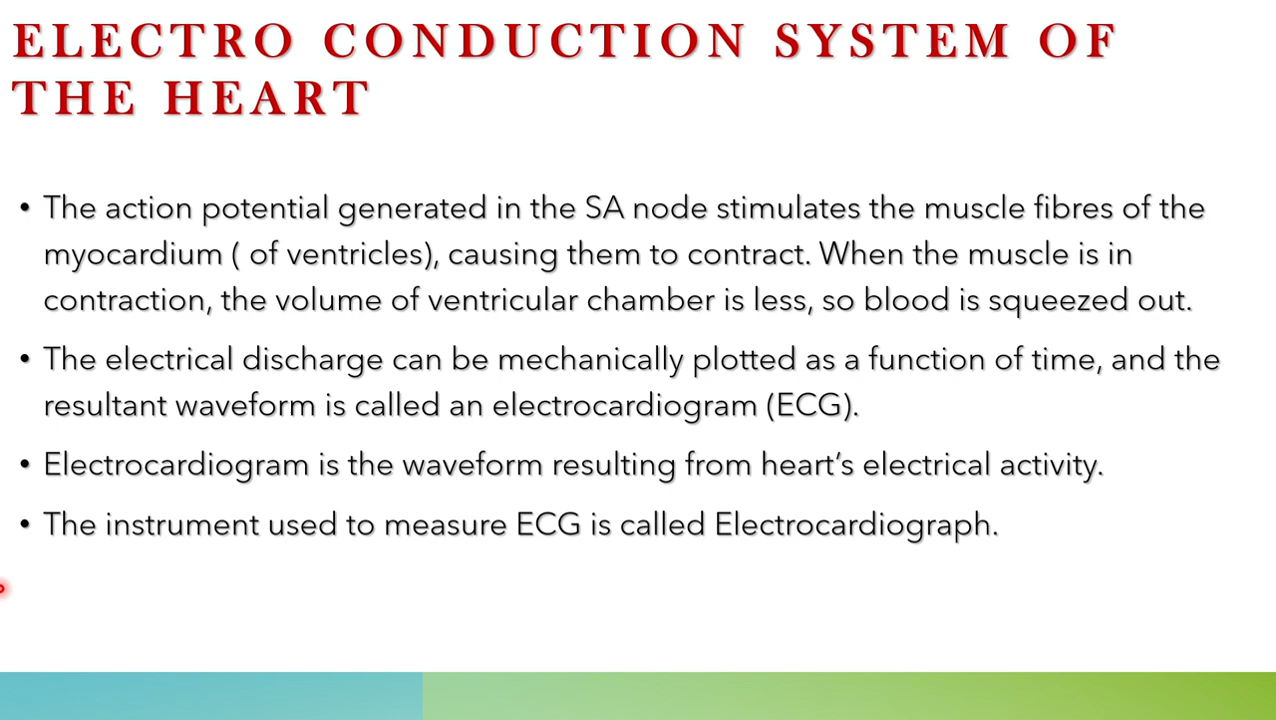 ELECTRO CONDUCTION SYSTEM OF
THE HEART
• The action potential generated in the SA node stimulates the muscle fibres of the
myocardium ( of ventricles), causing them to contract. When the muscle is in
contraction, the volume of ventricular chamber is less, so blood is squeezed out.
• The electrical discharge can be mechanically plotted as a function of time, and the
resultant waveform is called an electrocardiogram (ECG).
• Electrocardiogram is the waveform resulting from heart's electrical activity.
• The instrument used to measure ECG is called Electrocardiograph.